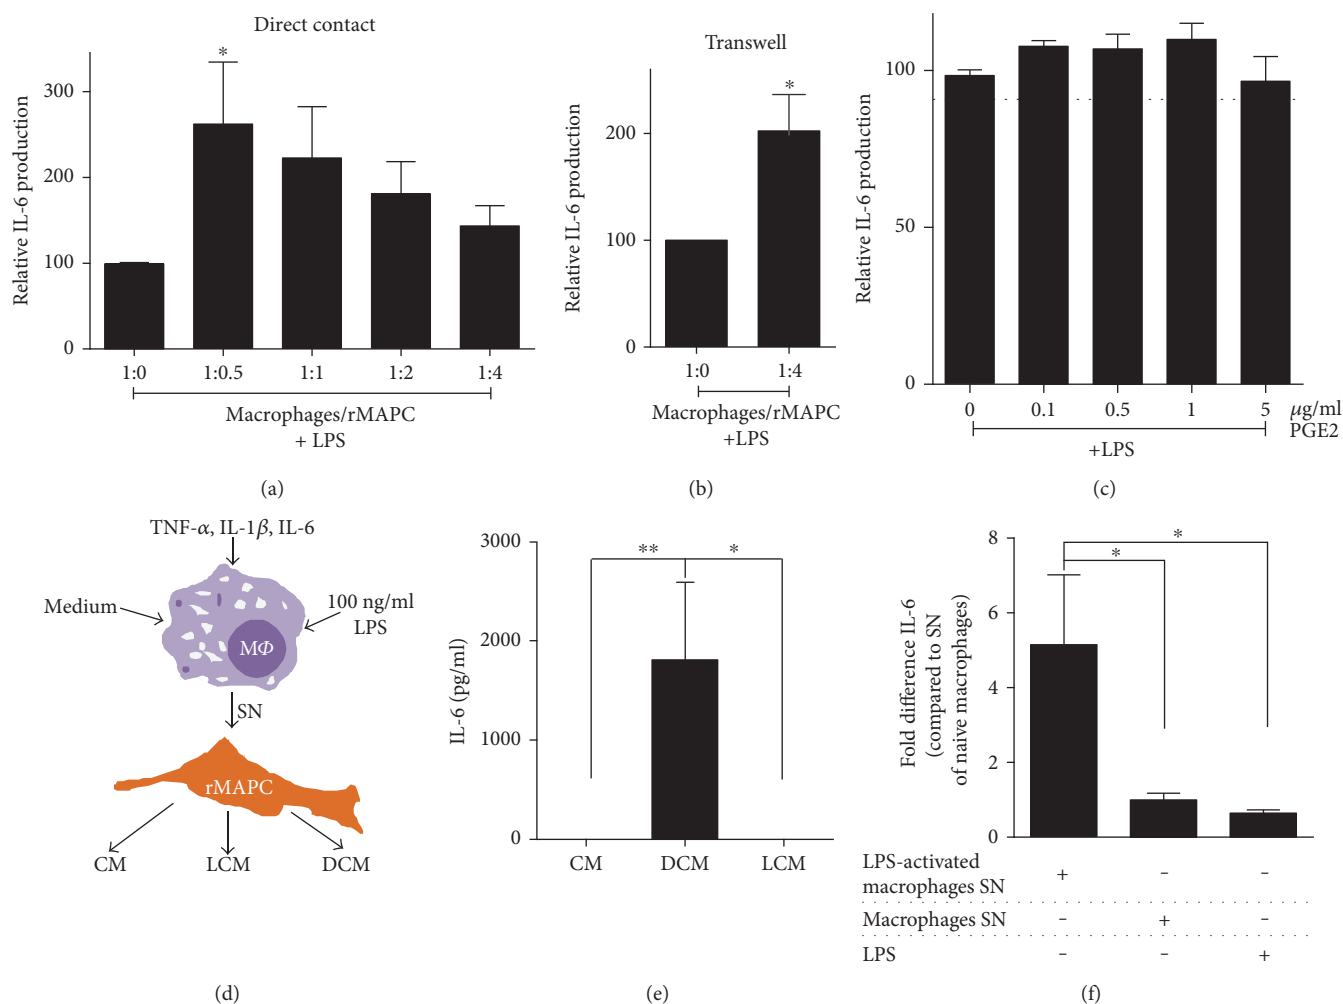 Direct contact
*
Relative IL-6 production
300
200
150
100
0
1:0 1:0.5 1:1 1:2 1:4
Macrophages/rMAPC
+ LPS
(a)
Transwell
*
Relative IL-6 production
200
100
0
1:0 1:4
Macrophages/rMAPC
+LPS
(b)
Relative IL-6 production
100
50
0
0 0.1 0.5 1 5 μg/ml
PGE2
+LPS
(c)
TNF-α, IL-1β, IL-6
Medium
100 ng/ml
LPS
MΦ
SN
rMAPC
CM LCM DCM
(d)
IL-6 (pg/ml)
3000
2000
1000
0
** *
CM DCM LCM
(e)
Fold difference IL-6
(compared to SN
of naive macrophages)
8
6
4
2
0
*
*
LPS-activated
macrophages SN + – –
Macrophages SN – + –
LPS – – +
(f)